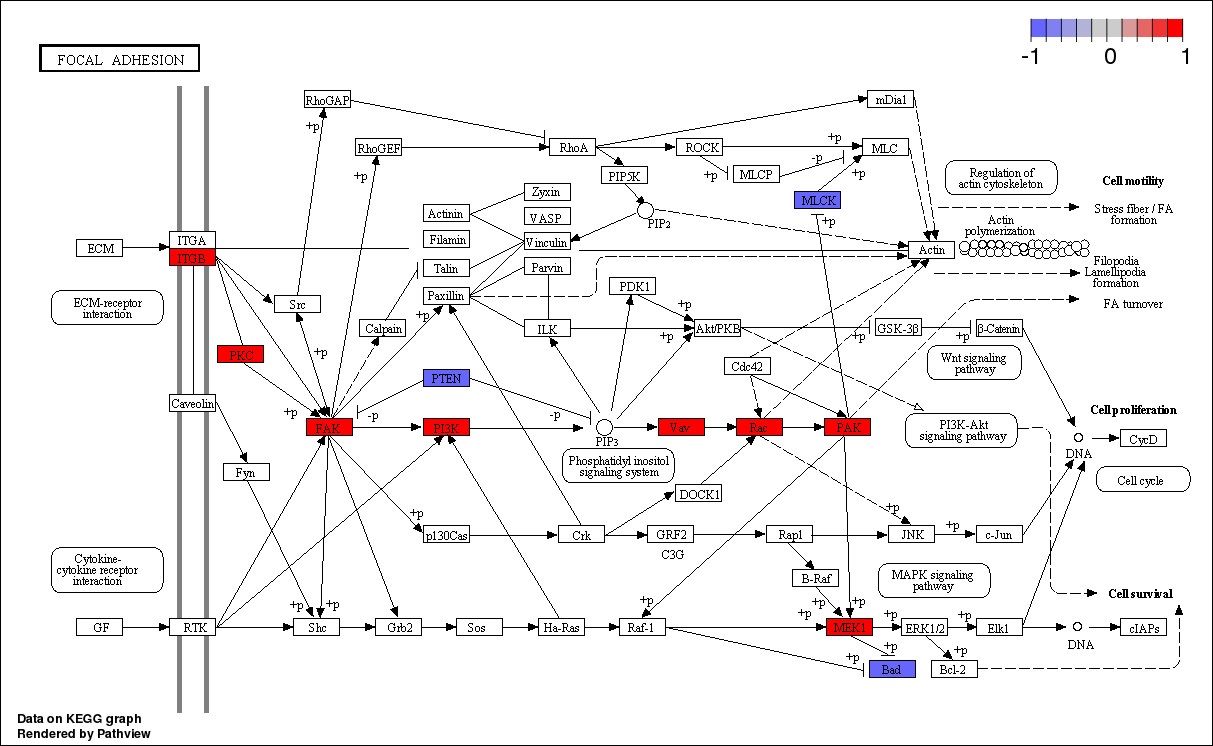 -1 0 1
FOCAL ADHESION
RhoGAP
mDia1
+p
+p
RhoGEF
RhoA
ROCK
MLC
-p
+p
+p
+p
PIP5K
MLCP
Regulation of
actin cytoskeleton
Cell motility
Zyxin
MLCK
Actinin
VASP
PIP2
+p
Stress fiber / FA
formation
Actin
polymerization
ECM
ITGA
ITGB
Filamin
Vinculin
Actin
Talin
Parvin
Filopodia
Lamellipodia
formation
ECM-receptor
interaction
Src
Paxillin
PDK1
+p
FA turnover
Calpain
+p
ILK
+p
Akt/PKB
GSK-3β
+p
+p
β-Catenin
PKC
+p
Cdc42
Wnt signaling
pathway
PTEN
Caveolin
+p
-p
-p
Cell proliferation
FAK
PI3K
PIP3
Vav
Rac
PAK
PI3K-Akt
signaling pathway
CycD
DNA
Fyn
Phosphatidyl inositol
signaling system
Cell cycle
DOCK1
+p
+p
p130Cas
Crk
GRF2
C3G
Rap1
JNK
+p
c-Jun
Cytokine-
cytokine receptor
interaction
B-Raf
MAPK signaling
pathway
Cell survival
+p
+p
+p
+p
+p
+p
+p
+p
GF
RTK
Shc
Grb2
Sos
Ha-Ras
Raf-1
MEK1
ERK1/2
Elk1
DNA
cIAPs
+p
+p
+p
Bad
Bcl-2
Data on KEGG graph
Rendered by Pathview